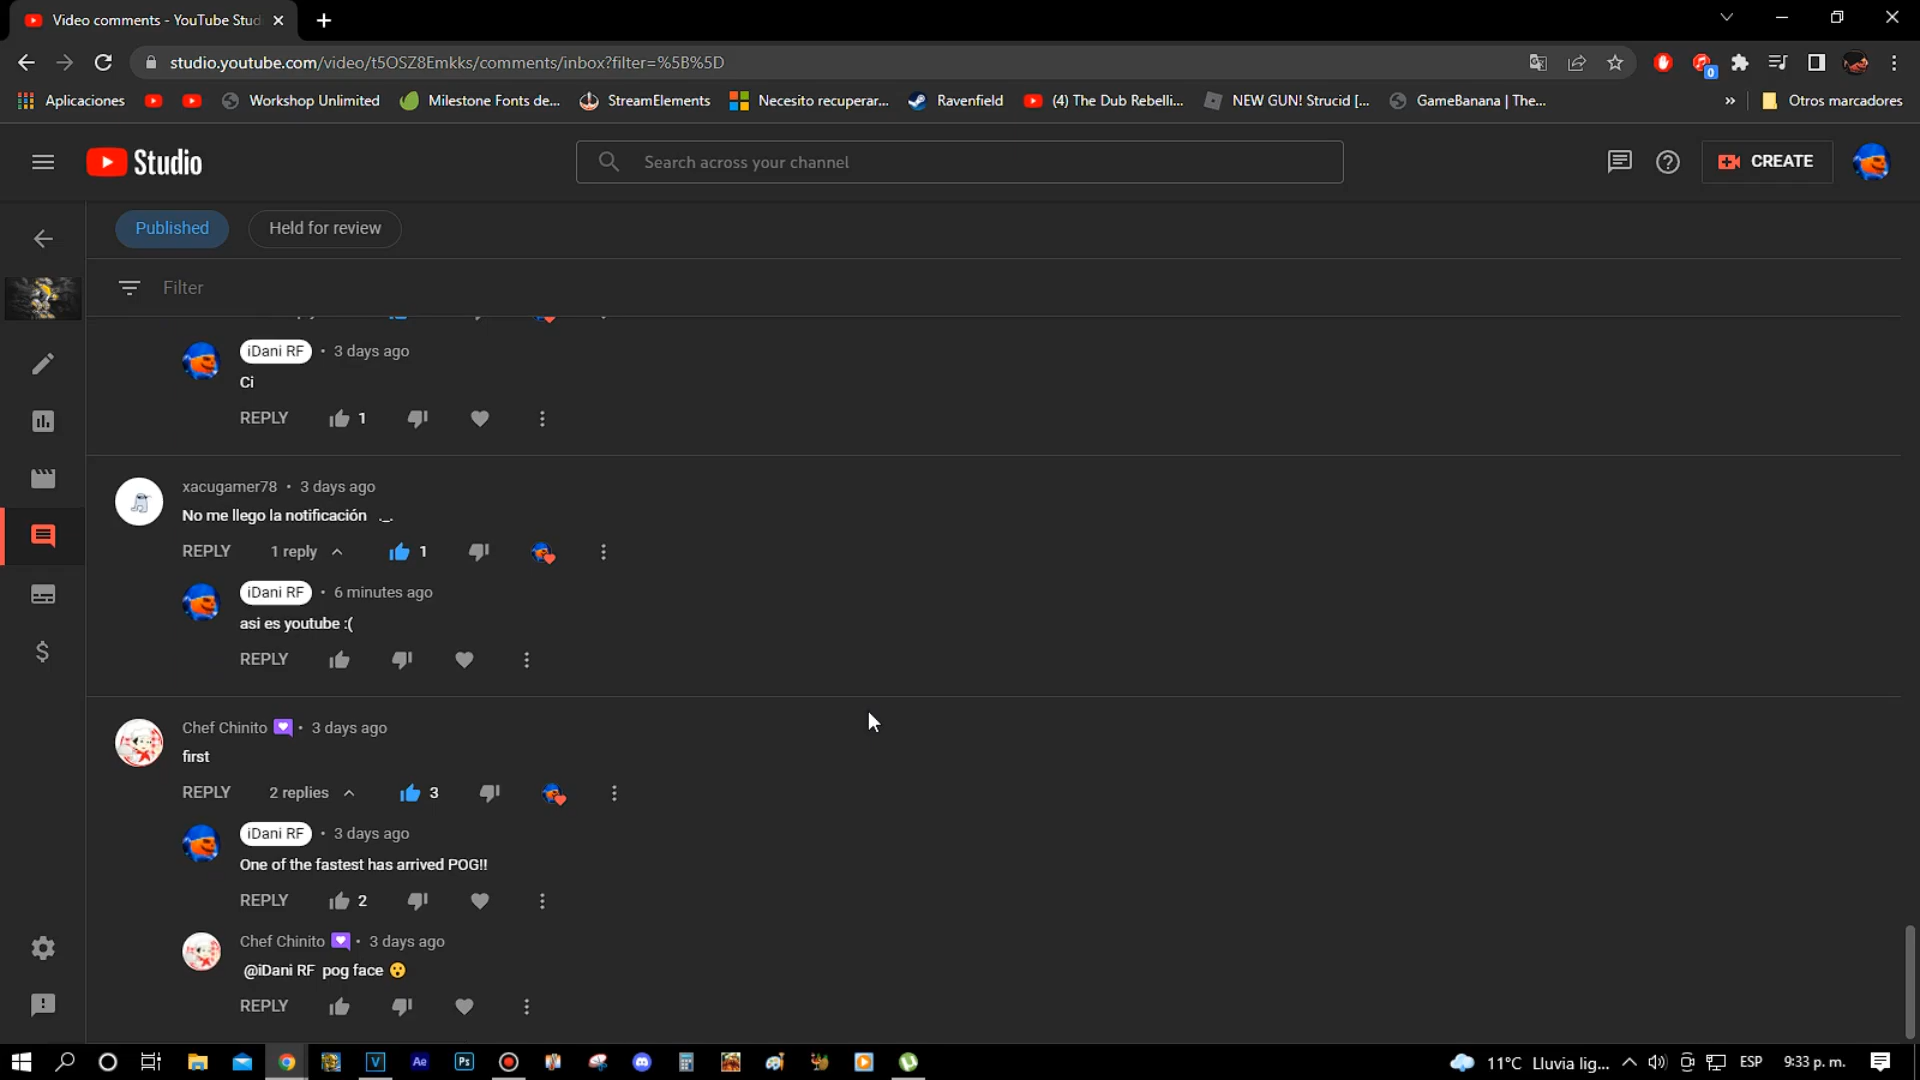 Video comments - YouTube Stud
studio.youtube.com/video/t5OSZ8Emkks/comments/inbox?filter=%5B%5D
0
Aplicaciones
Workshop Unlimited
Milestone Fonts de...
StreamElements
Necesito recuperar...
Ravenfield
(4) The Dub Rebelli...
NEW GUN! Strucid [...
GameBanana | The...
»
Otros marcadores
Studio
Search across your channel
CREATE
Published
Held for review
Filter
iDani RF • 3 days ago
Ci
REPLY 1
xacugamer78 • 3 days ago
No me llego la notificación ._.
REPLY 1 reply 1
iDani RF • 6 minutes ago
asi es youtube :(
REPLY
Chef Chinito • 3 days ago
first
REPLY 2 replies 3
iDani RF • 3 days ago
One of the fastest has arrived POG!!
REPLY 2
Chef Chinito • 3 days ago
@iDani RF pog face 😮
REPLY
V
Ae
Ps
11°C Lluvia lig...
ESP
9:33 p. m.